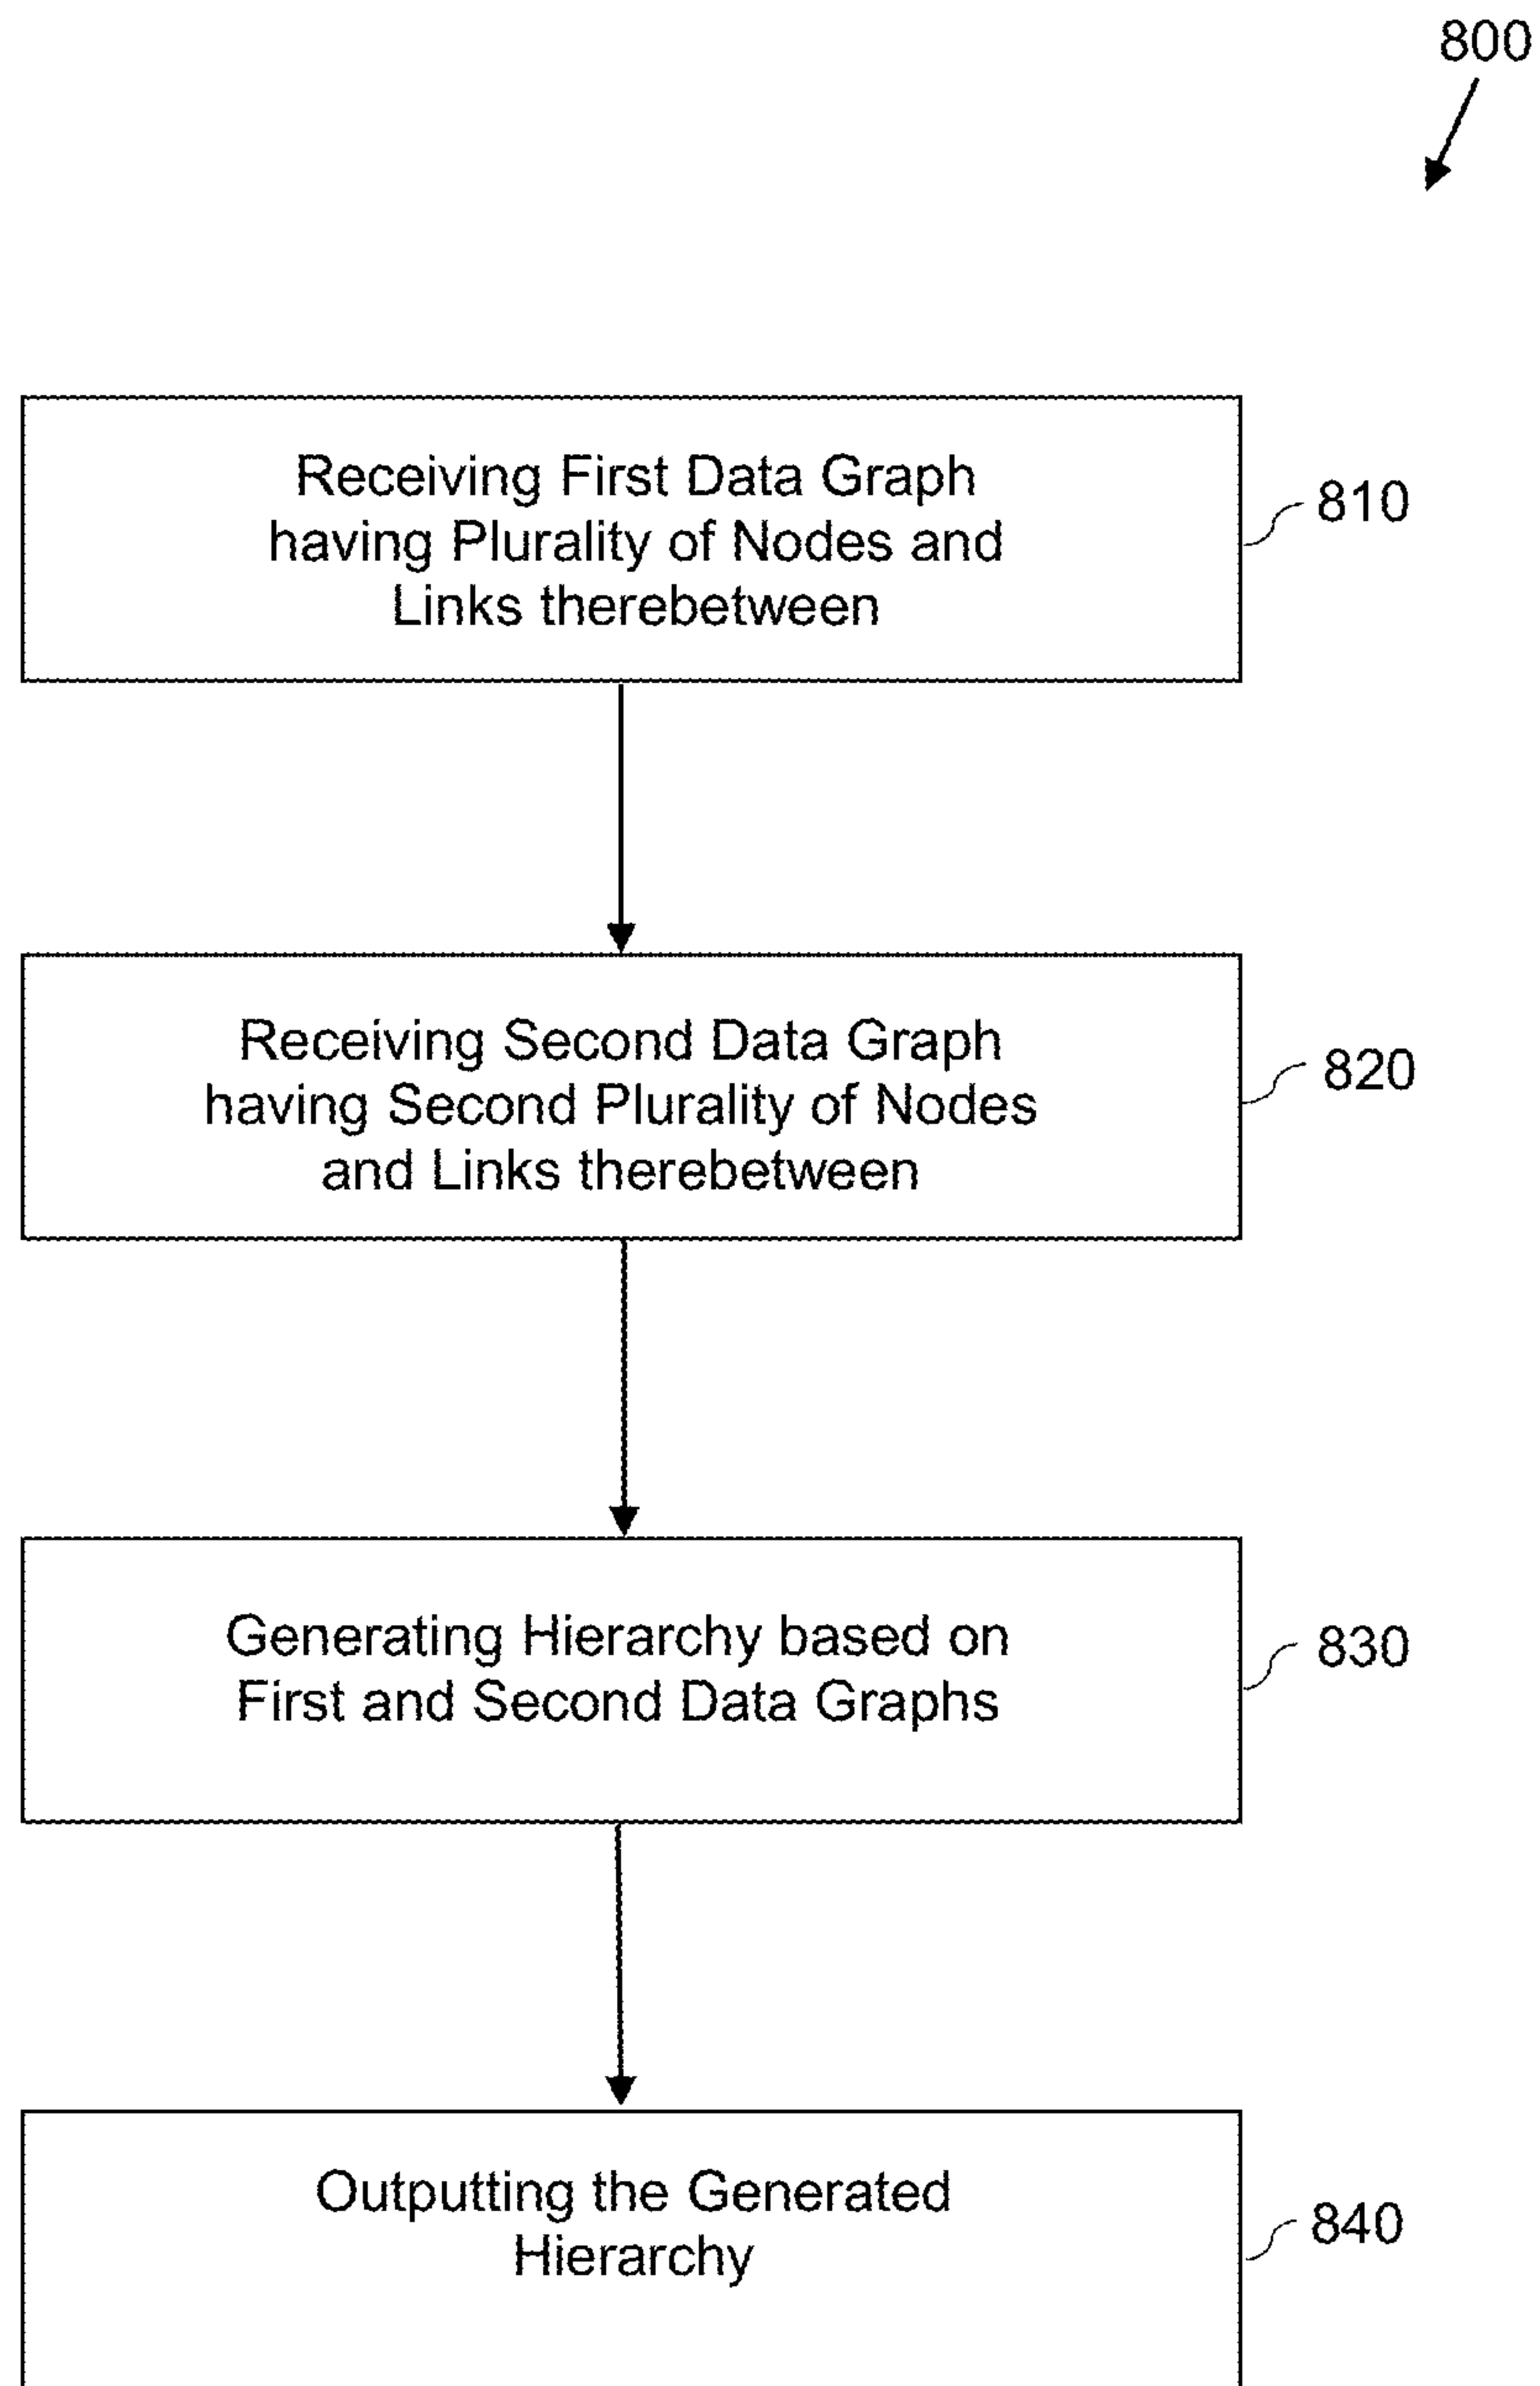 800
Receiving First Data Graph
having Plurality of Nodes and
Links therebetween
810
Receiving Second Data Graph
having Second Plurality of Nodes
and Links therebetween
820
Generating Hierarchy based on
First and Second Data Graphs
830
Outputting the Generated
Hierarchy
840